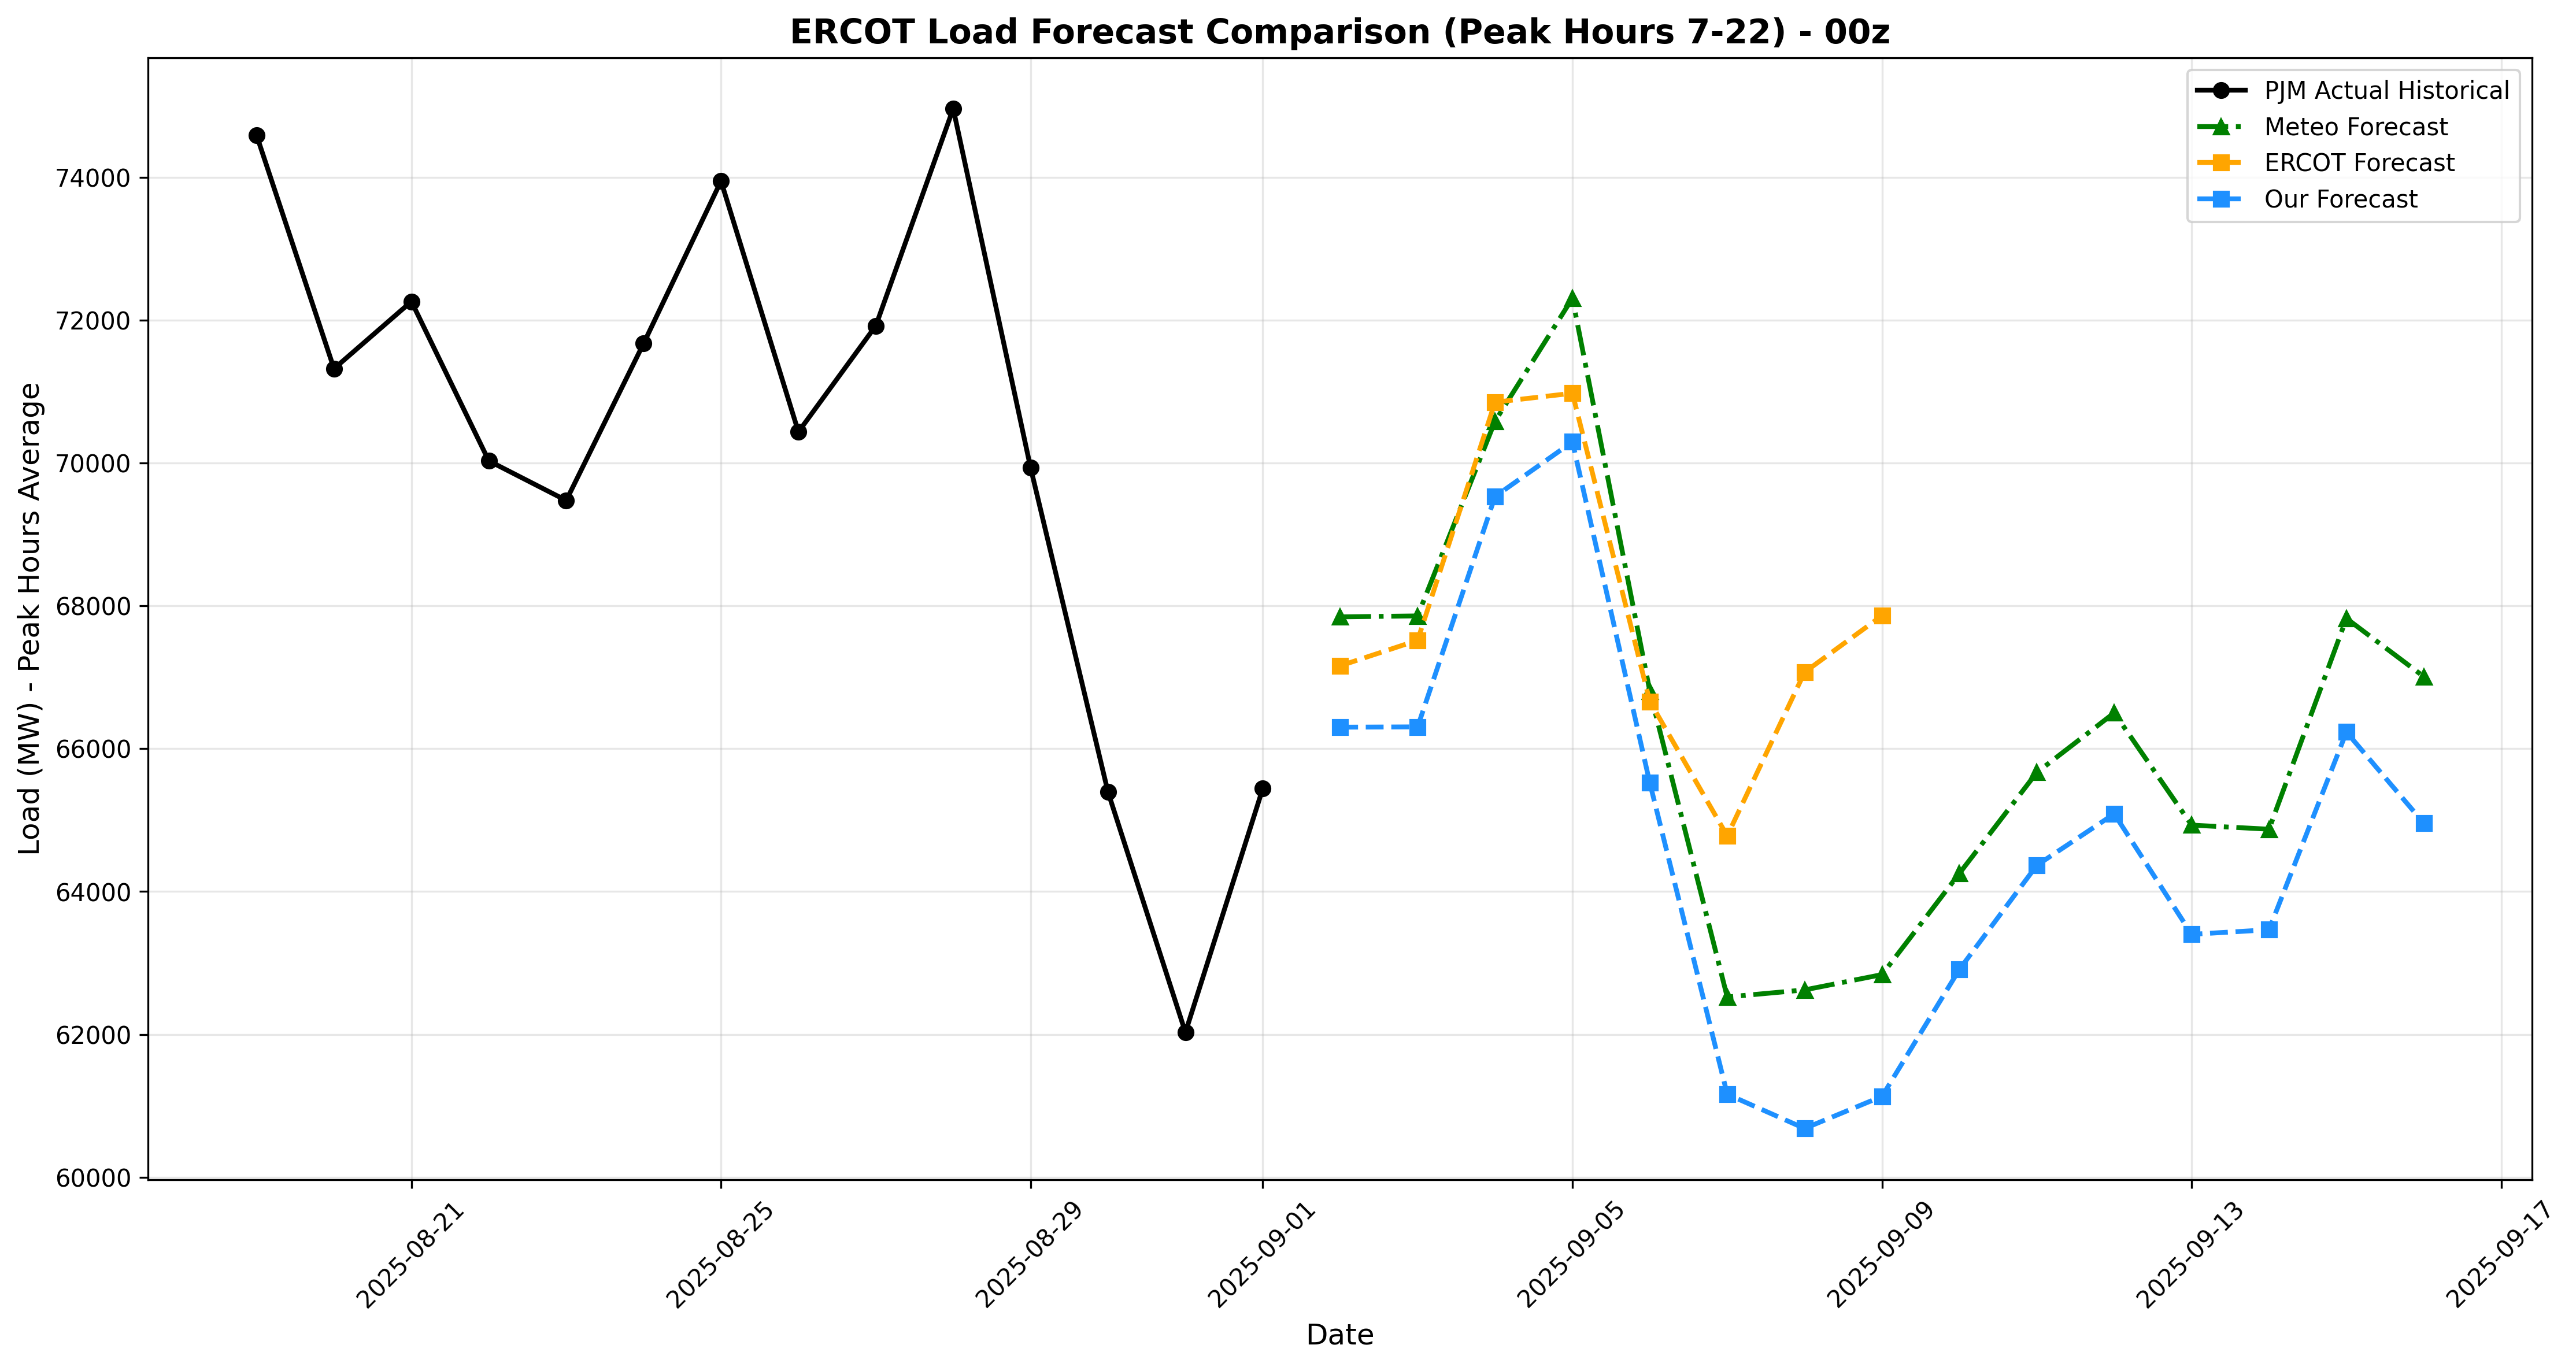 ERCOT Load Forecast Comparison (Peak Hours 7-22) - 00z
PJM Actual Historical
Meteo Forecast
ERCOT Forecast
Our Forecast
Load (MW) - Peak Hours Average
74000
72000
70000
68000
66000
64000
62000
60000
2025-08-21
2025-08-25
2025-08-29
2025-09-01
2025-09-05
2025-09-09
2025-09-13
2025-09-17
Date